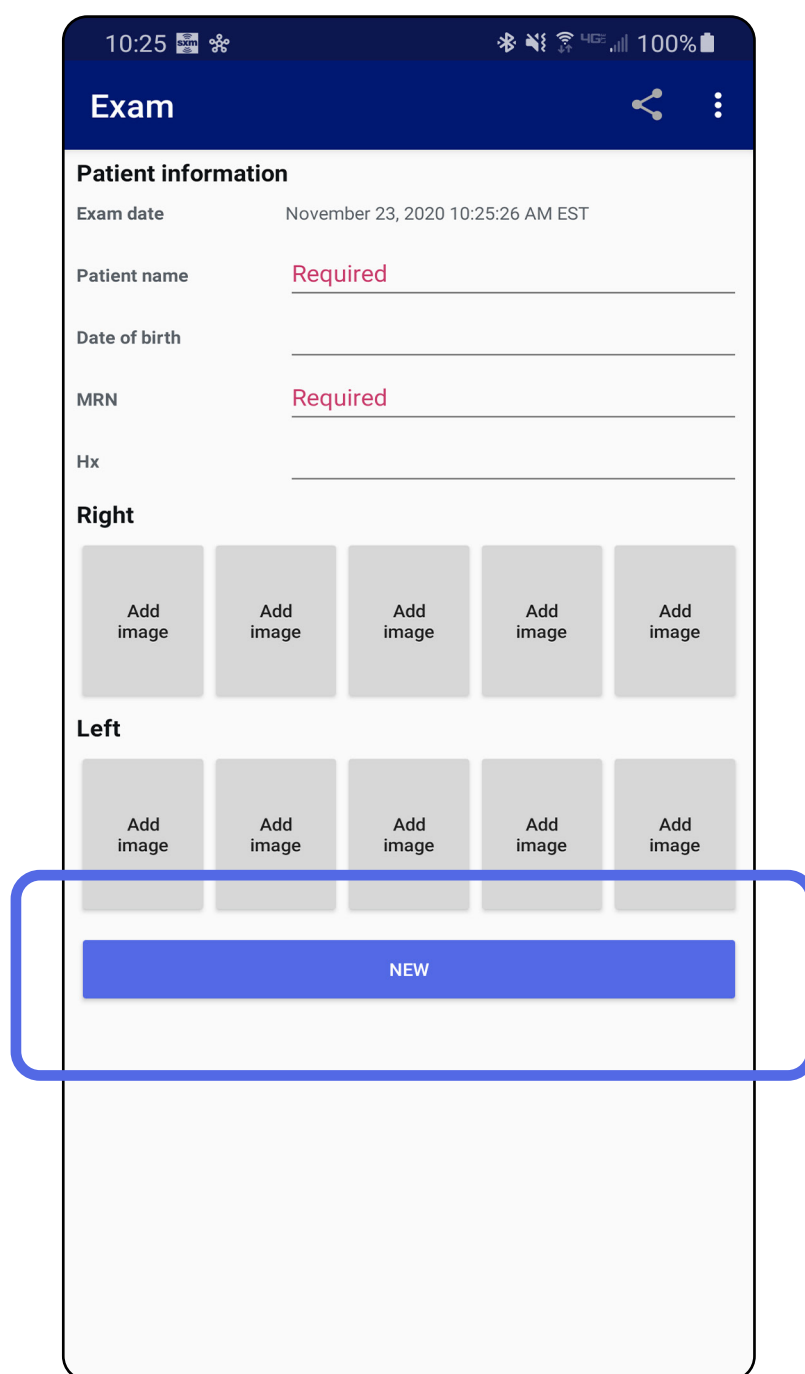 10:25 sxm 4GE 100%
Exam
Patient information
Exam date November 23, 2020 10:25:26 AM EST
Patient name Required
Date of birth
MRN Required
Hx
Right
Add image Add image Add image Add image Add image
Left
Add image Add image Add image Add image Add image
NEW